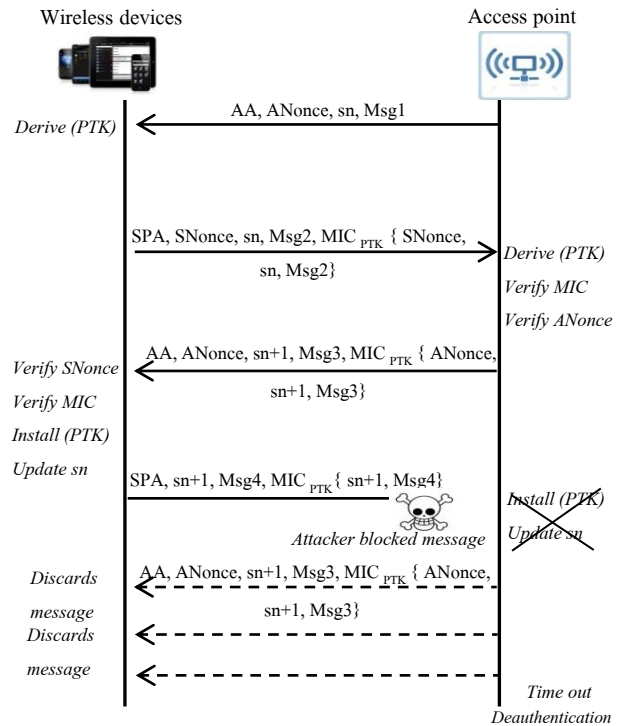 Wireless devices
Access point
AA, ANonce, sn, Msg1
Derive (PTK)
SPA, SNonce, sn, Msg2, MIC PTK { SNonce,
sn, Msg2}
Derive (PTK)
Verify MIC
Verify ANonce
AA, ANonce, sn+1, Msg3, MIC PTK { ANonce,
sn+1, Msg3}
Verify SNonce
Verify MIC
Install (PTK)
Update sn
SPA, sn+1, Msg4, MIC PTK{ sn+1, Msg4}
Attacker blocked message
Install (PTK)
Update sn
AA, ANonce, sn+1, Msg3, MIC PTK { ANonce,
sn+1, Msg3}
Discards
message
Discards
message
Time out
Deauthentication